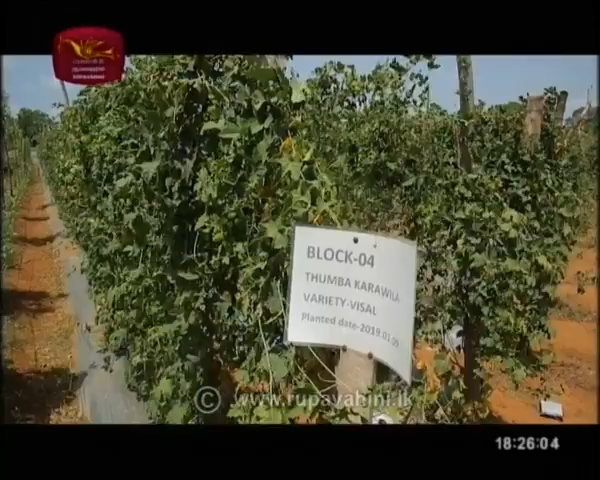 BLOCK-04
THUMBA KARAWILA
VARIETY-VISAL
Planted date-2019.01.05
© www.rupavahini.lk
18:26:04